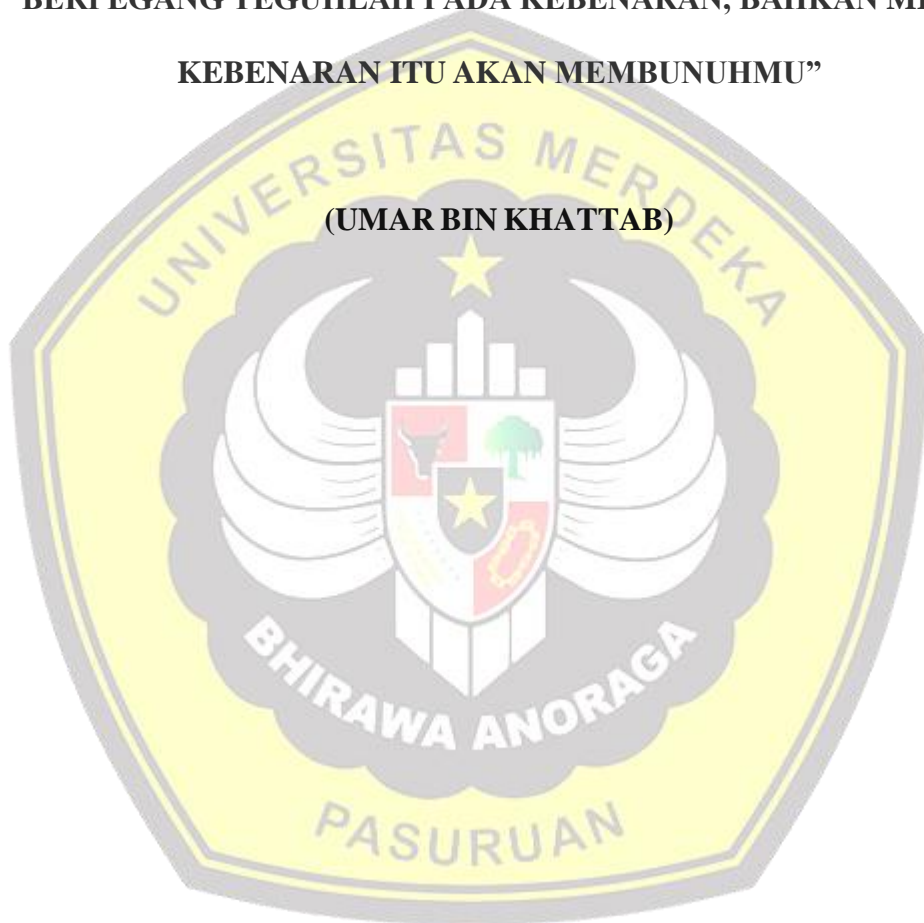 BERPEGANG TEGUHLAH PADA KEBENARAN, BAHKAN
KEBENARAN ITU AKAN MEMBUNUHMU”
UNIVERSITAS MERDEKA
(UMAR BIN KHATTAB)
BHIRAWA ANORAGA
PASURUAN